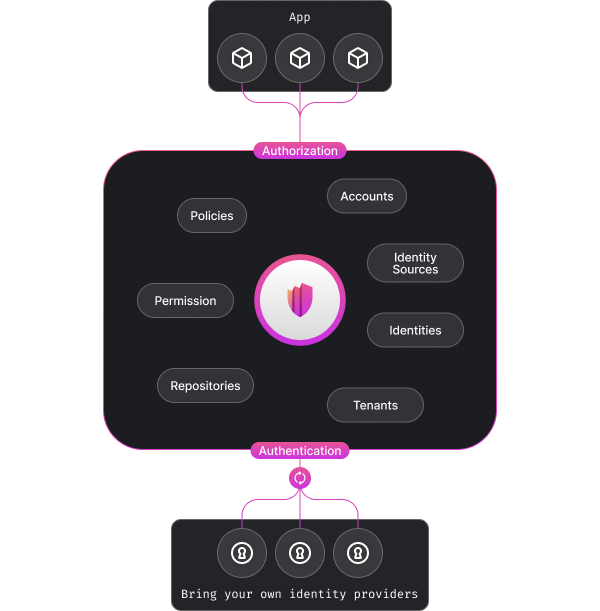 App
Authorization
Accounts
Policies
Identity
Sources
Permission
Identities
Repositories
Tenants
Authentication
Bring your own identity providers